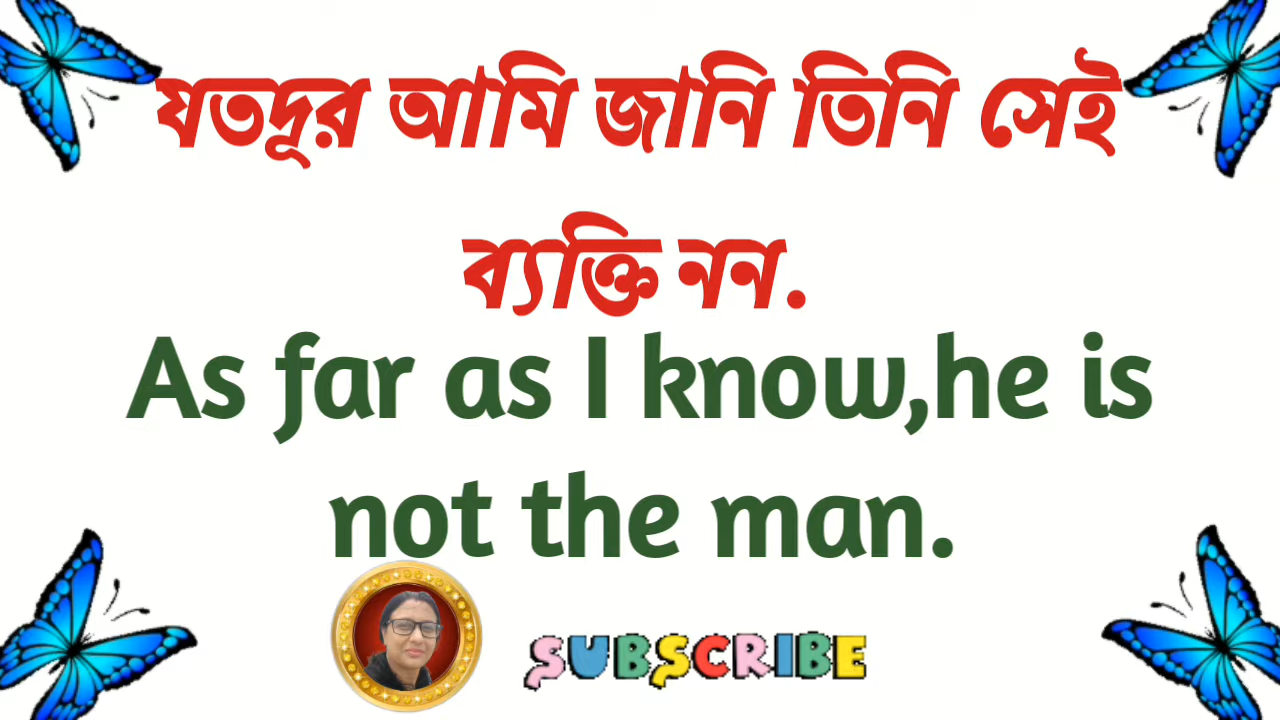 যতদূর আমি জানি তিনি সেই
ব্যক্তি নন.
As far as I know,he is
not the man.
SUBSCRIBE